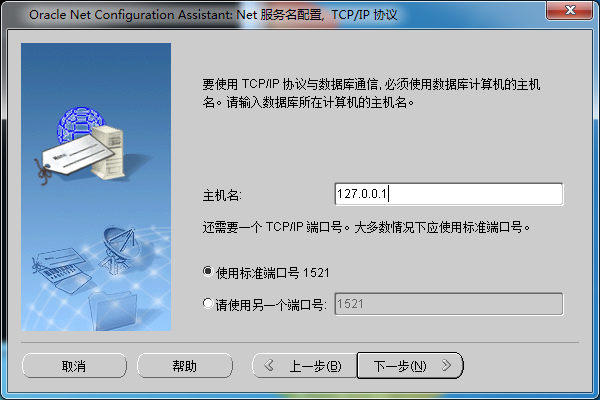 Oracle Net Configuration Assistant: Net 服务名配置, TCP/IP 协议
要使用 TCP/IP 协议与数据库通信, 必须使用数据库计算机的主机
名。请输入数据库所在计算机的主机名。
主机名:
127.0.0.1
还需要一个 TCP/IP 端口号。大多数情况下应使用标准端口号。
使用标准端口号 1521
请使用另一个端口号:
1521
取消
帮助
上一步(B)
下一步(N)